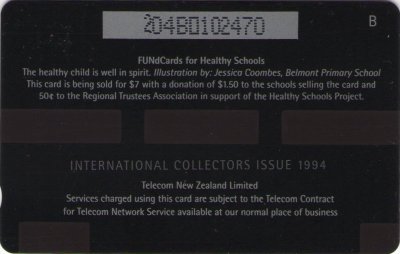 204B0102470
B
FUNdCards for Healthy Schools
The healthy child is well in spirit. Illustration by: Jessica Coombes, Belmont Primary School
This card is being sold for $7 with a donation of $1.50 to the schools selling the card and
50¢ to the Regional Trustees Association in support of the Healthy Schools Project.
INTERNATIONAL COLLECTORS ISSUE 1994
Telecom New Zealand Limited
Services charged using this card are subject to the Telecom Contract
for Telecom Network Service available at our normal place of business